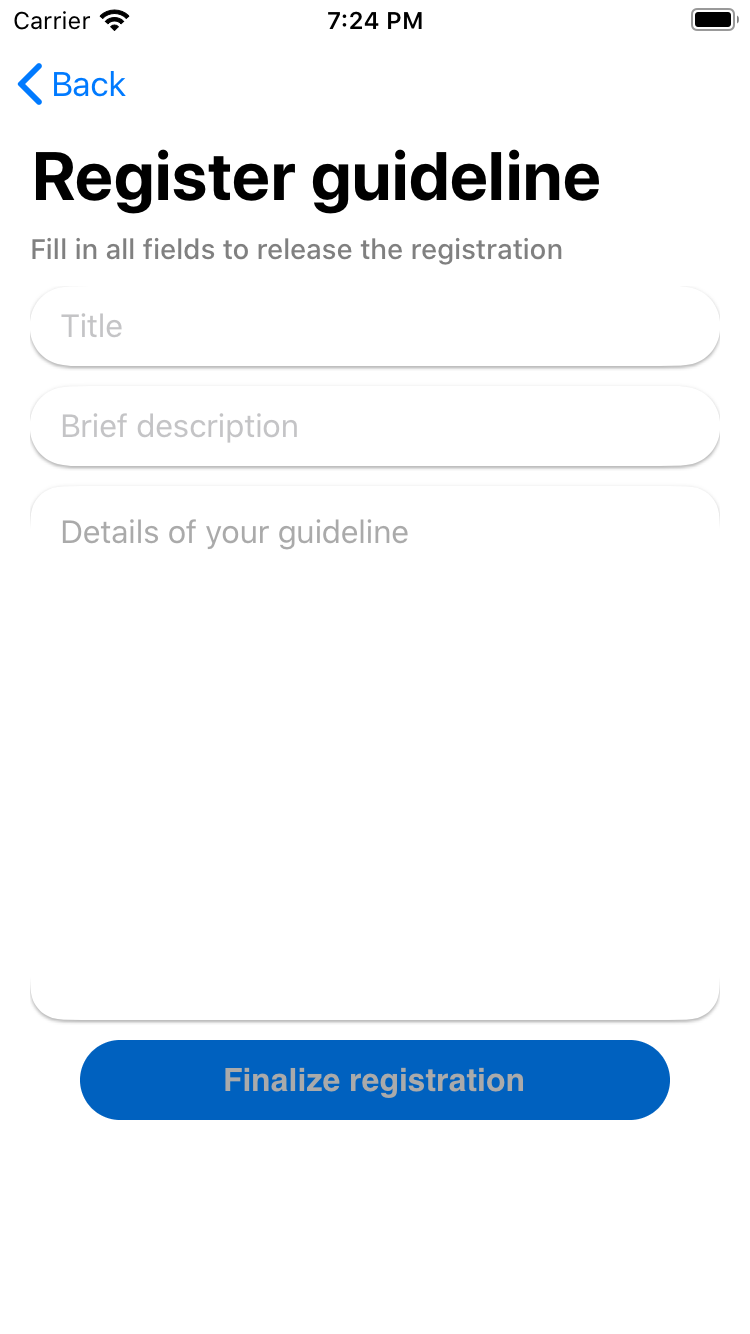 Carrier 7:24 PM
Back
Register guideline
Fill in all fields to release the registration
Title
Brief description
Details of your guideline
Finalize registration